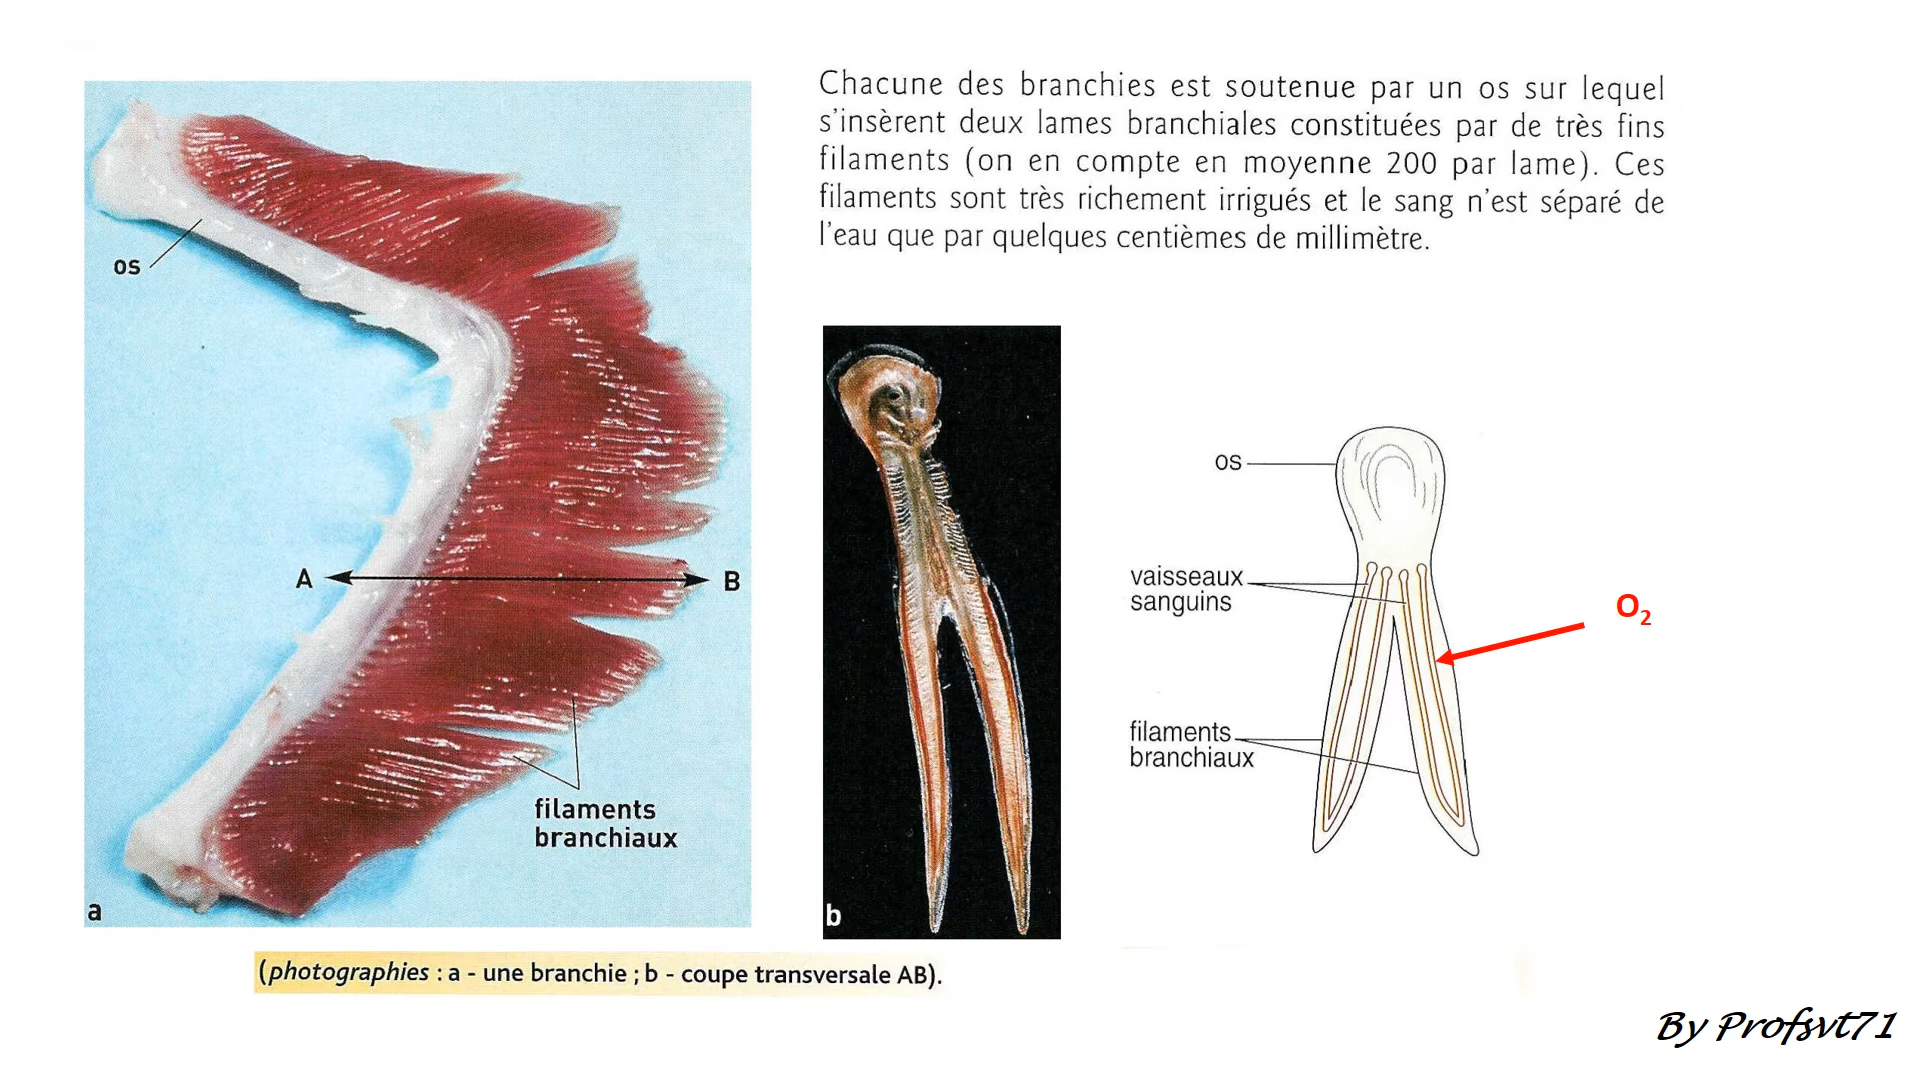 Chacune des branchies est soutenue par un os sur lequel
s'insèrent deux lames branchiales constituées par de très fins
filaments (on en compte en moyenne 200 par lame). Ces
filaments sont très richement irrigués et le sang n'est séparé de
l'eau que par quelques centièmes de millimètre.
os
A
B
filaments
branchiaux
a
b
os
vaisseaux
sanguins
O₂
filaments
branchiaux
(photographies : a - une branchie ; b - coupe transversale AB).
By Profsvt71